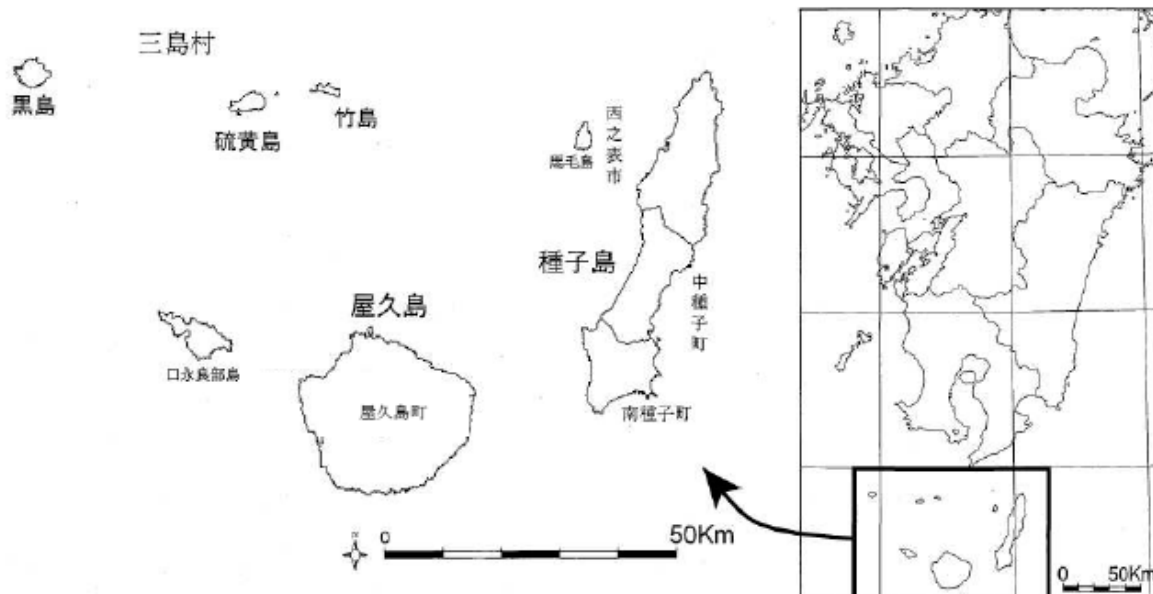 三島村
黒島
硫黄島
竹島
馬毛島
西之表市
種子島
中種子町
南種子町
屋久島
屋久島町
口永良部島
N
0
50Km
0
50Km